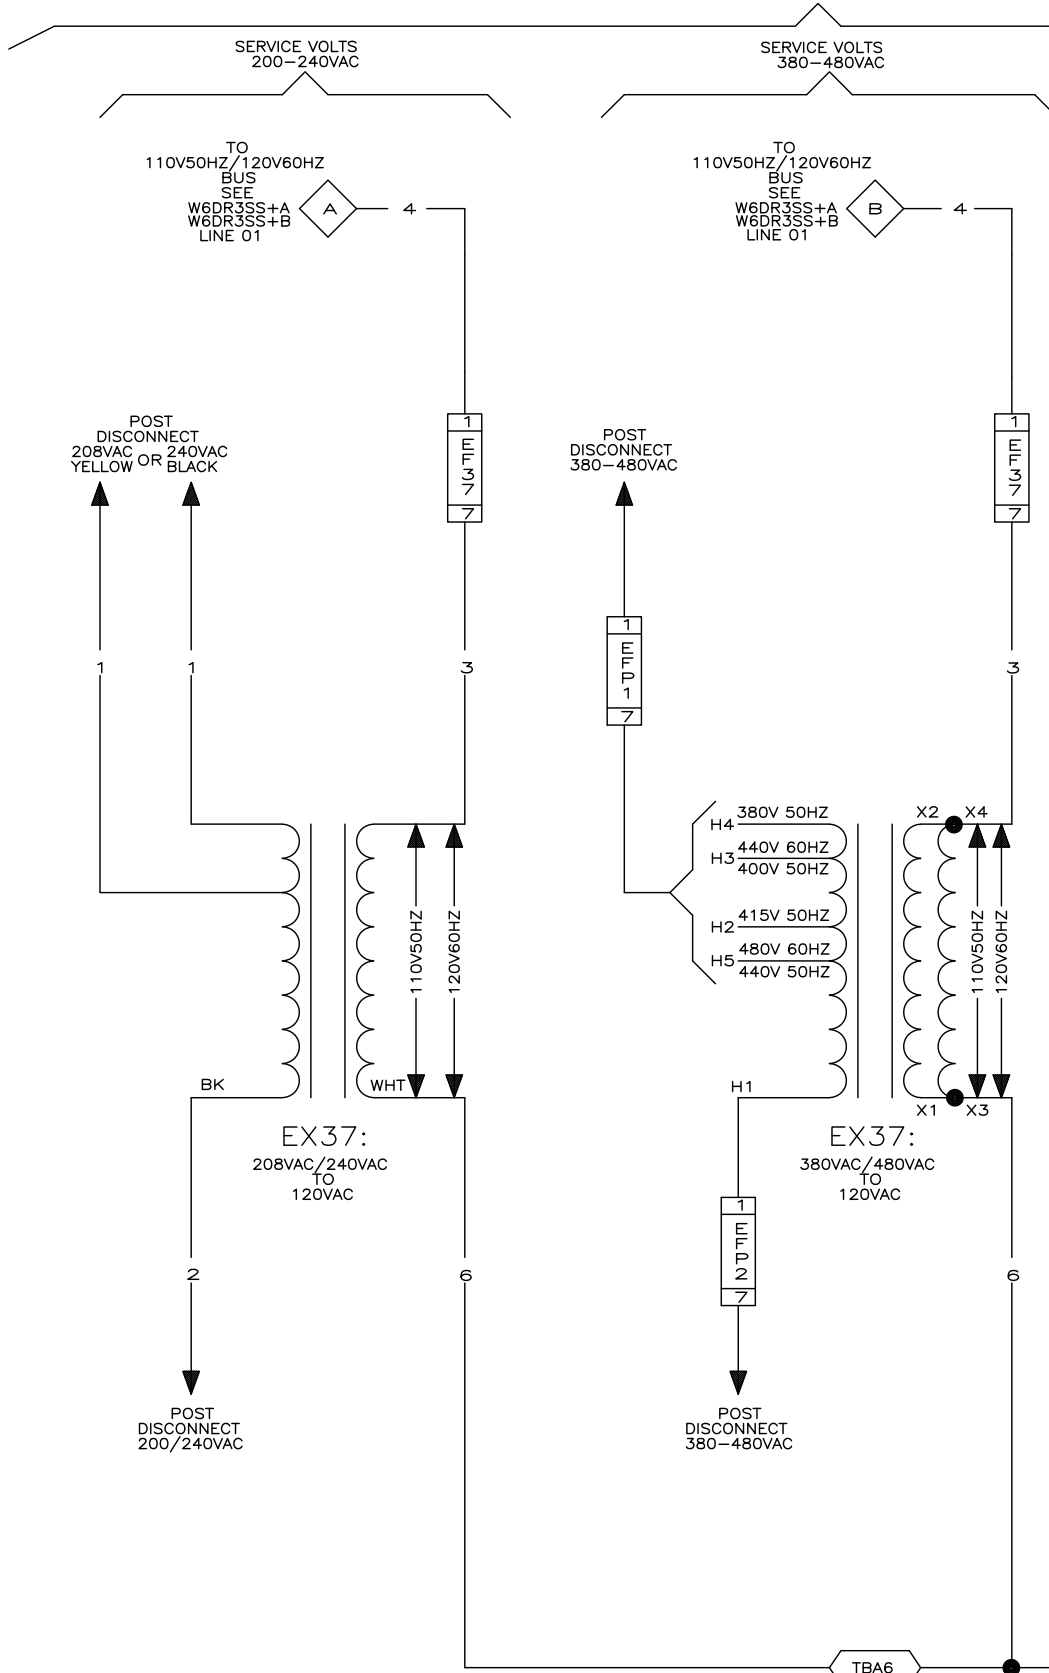 SERVICE VOLTS
200-240VAC
TO
110V50HZ/120V60HZ
BUS
SEE
W6DR3SS+A
W6DR3SS+B
LINE 01
A
4
POST
DISCONNECT
208VAC OR 240VAC
YELLOW BLACK
1
EF37
7
1
1
3
110V50HZ
120V60HZ
BK
WHT
EX37:
208VAC/240VAC
TO
120VAC
2
6
POST
DISCONNECT
200/240VAC
SERVICE VOLTS
380-480VAC
TO
110V50HZ/120V60HZ
BUS
SEE
W6DR3SS+A
W6DR3SS+B
LINE 01
B
4
POST
DISCONNECT
380-480VAC
1
EF37
7
1
EFP1
7
3
H4 380V 50HZ
H3 440V 60HZ
400V 50HZ
H2 415V 50HZ
H5 480V 60HZ
440V 50HZ
H1
X2 X4
110V50HZ
120V60HZ
X1 X3
EX37:
380VAC/480VAC
TO
120VAC
1
EFP2
7
6
POST
DISCONNECT
380-480VAC
TBA6